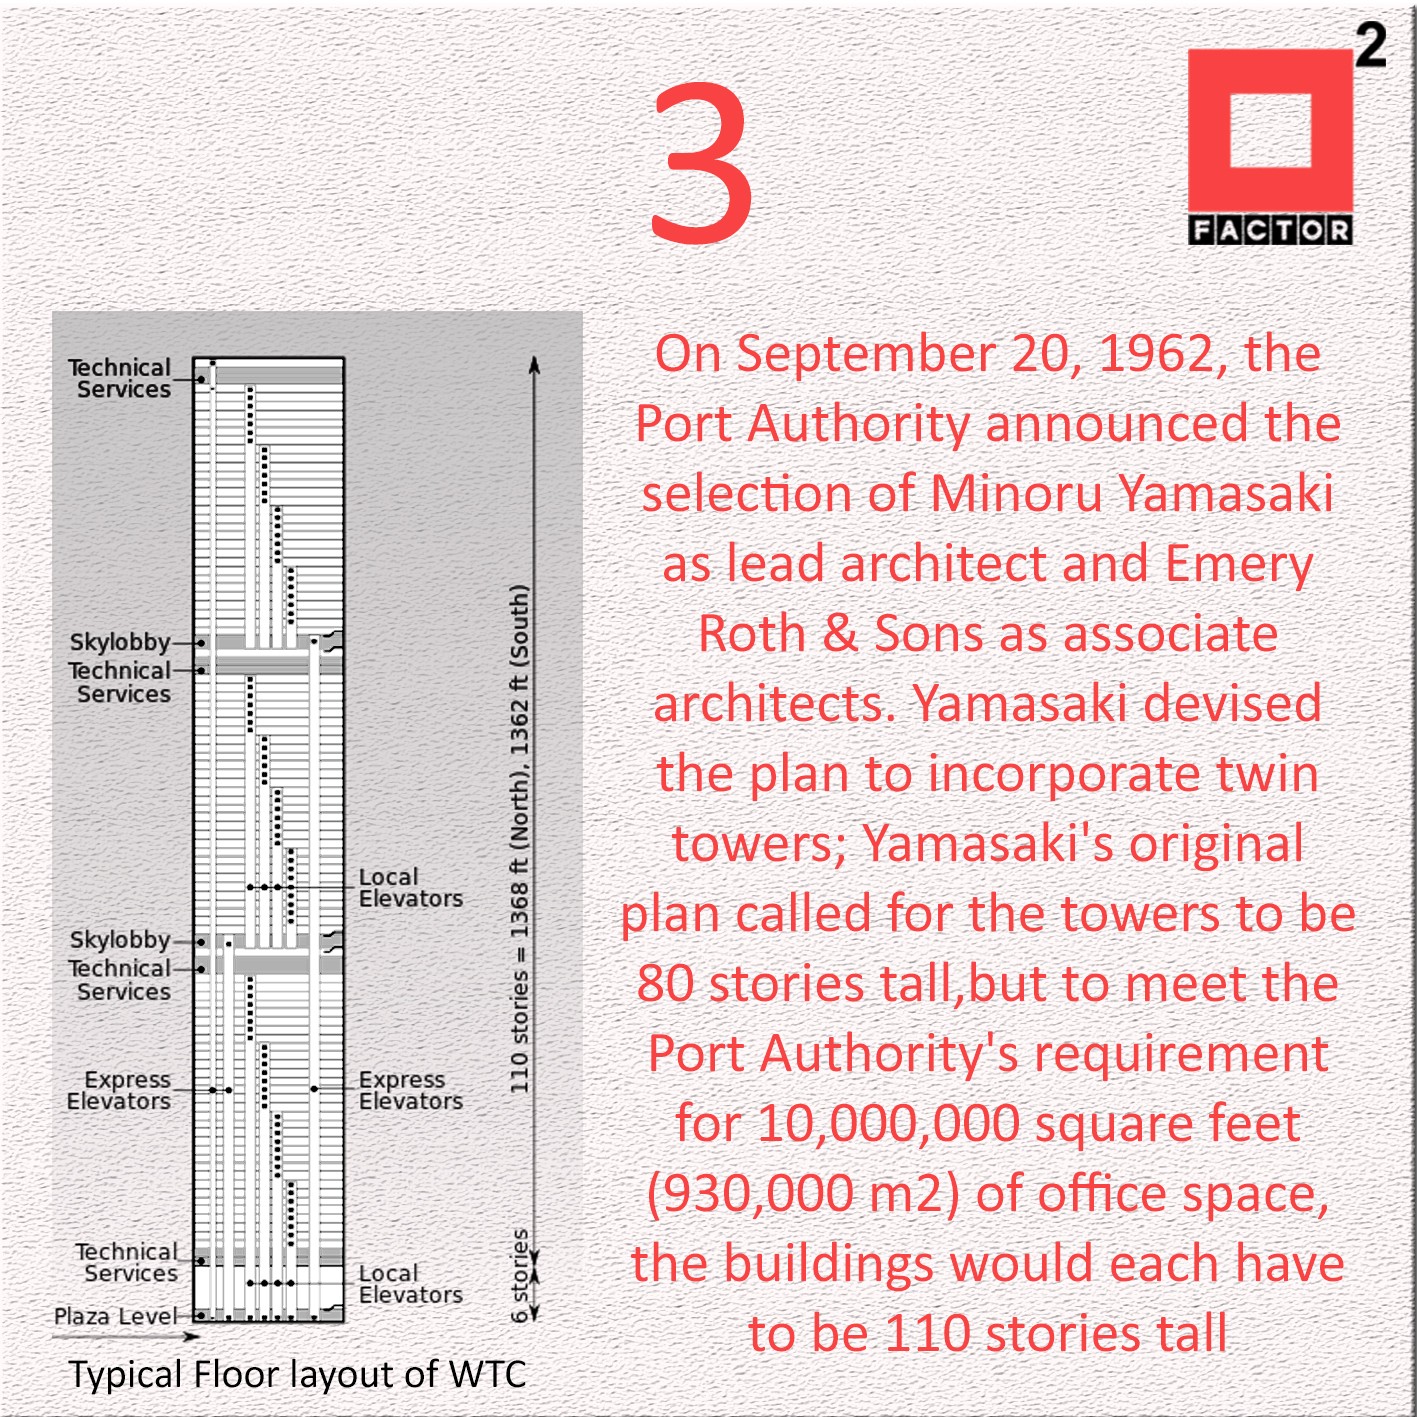 2
3
FACTOR
On September 20, 1962, the
Port Authority announced the
selection of Minoru Yamasaki
as lead architect and Emery
Roth & Sons as associate
architects. Yamasaki devised
the plan to incorporate twin
towers; Yamasaki's original
plan called for the towers to be
80 stories tall,but to meet the
Port Authority's requirement
for 10,000,000 square feet
(930,000 m2) of office space,
the buildings would each have
to be 110 stories tall
Technical
Services
Skylobby
Technical
Services
Local
Elevators
Skylobby
Technical
Services
Express
Elevators
Express
Elevators
Technical
Services
Local
Elevators
Plaza Level
110 stories = 1368 ft (North), 1362 ft (South)
6 stories
Typical Floor layout of WTC